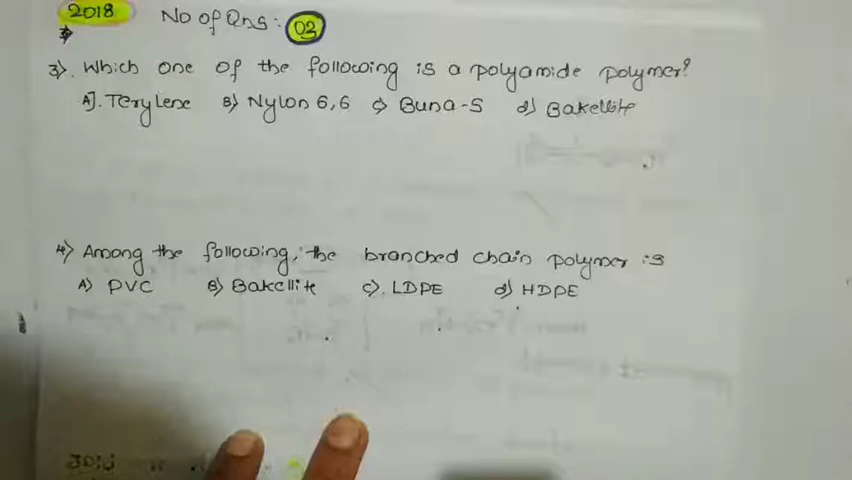 2018 No of Qns: 02
3). Which one of the following is a polyamide polymer?
A]. Terylene B) Nylon 6,6 c) Buna-S d) Bakellite
4) Among the following, the branched chain polymer is
A) PVC B) Bakellite c). LDPE d) HDPE